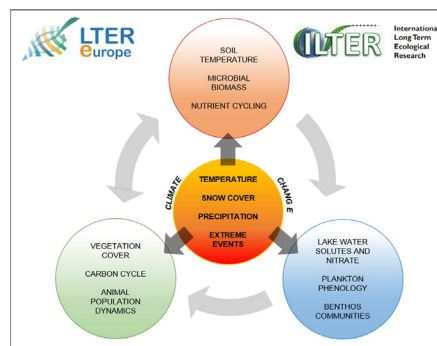 LTER
europe
ILTER
International
Long Term
Ecological
Research
SOIL
TEMPERATURE
MICROBIAL
BIOMASS
NUTRIENT CYCLING
CLIMATE
CHANGE
TEMPERATURE
SNOW COVER
PRECIPITATION
EXTREME
EVENTS
VEGETATION
COVER
CARBON CYCLE
ANIMAL
POPULATION
DYNAMICS
LAKE WATER
SOLUTES AND
NITRATE
PLANKTON
PHENOLOGY
BENTHOS
COMMUNITIES